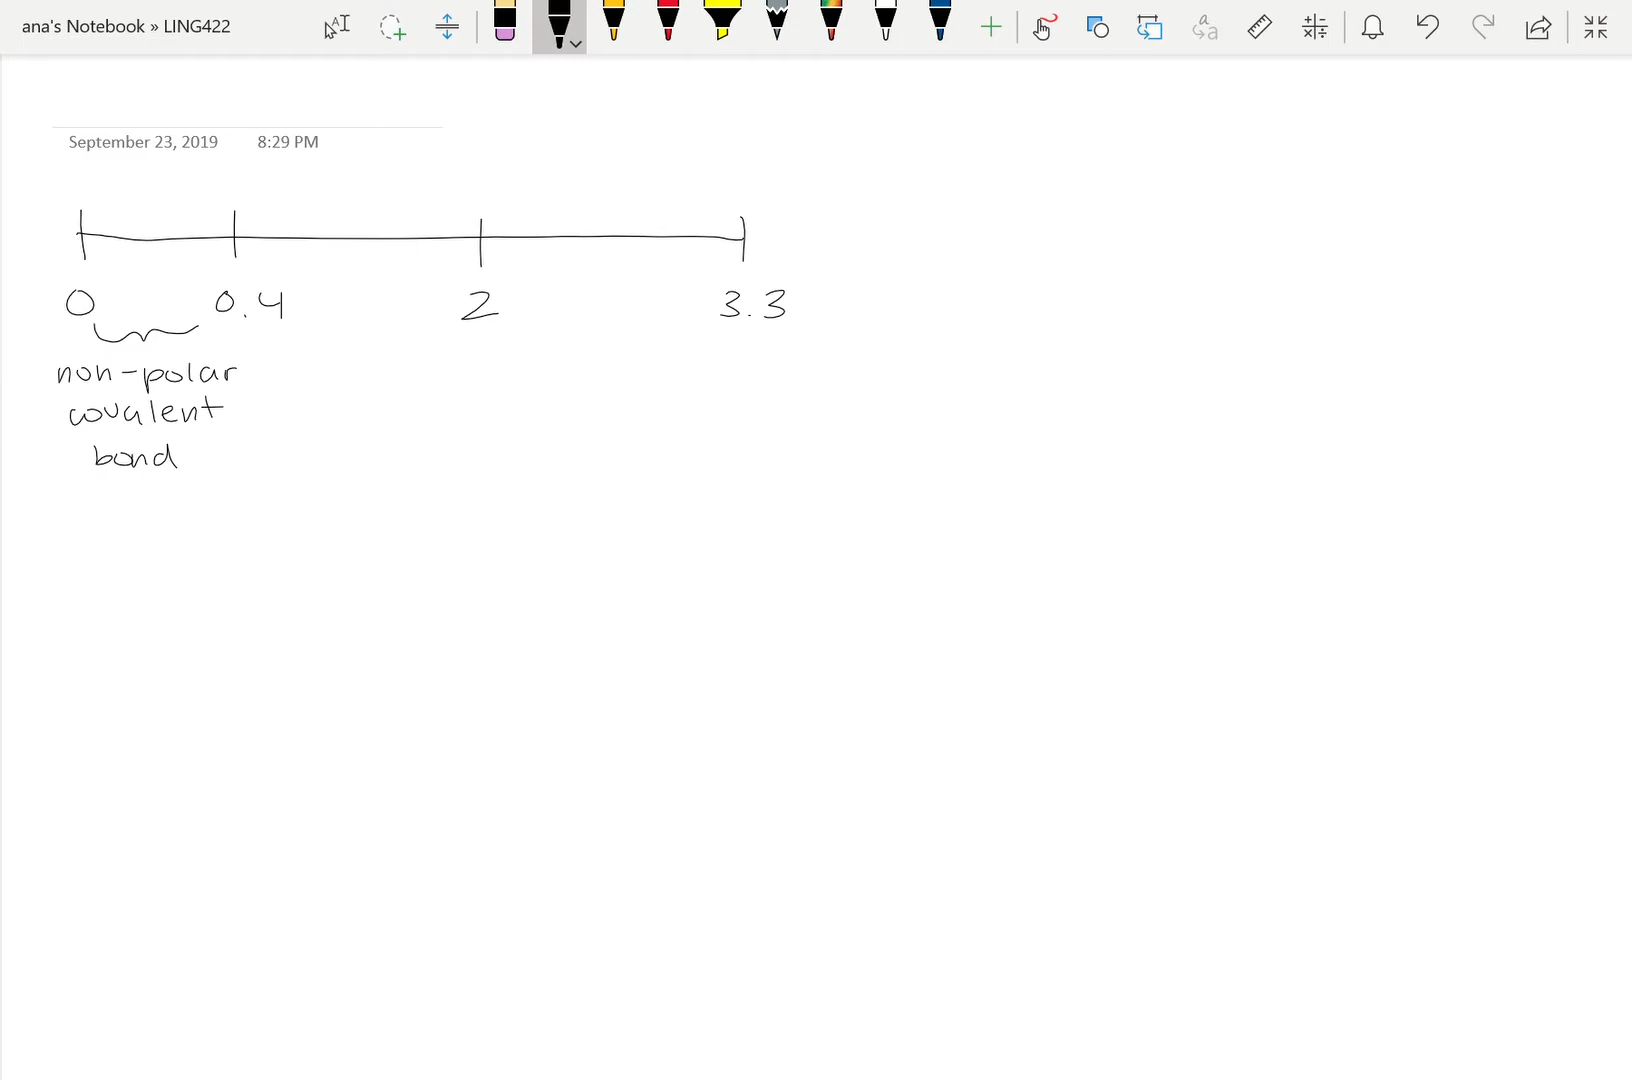 ana's Notebook » LING422
September 23, 2019 8:29 PM
0 0.4 2 3.3
non-polar
covalent
bond